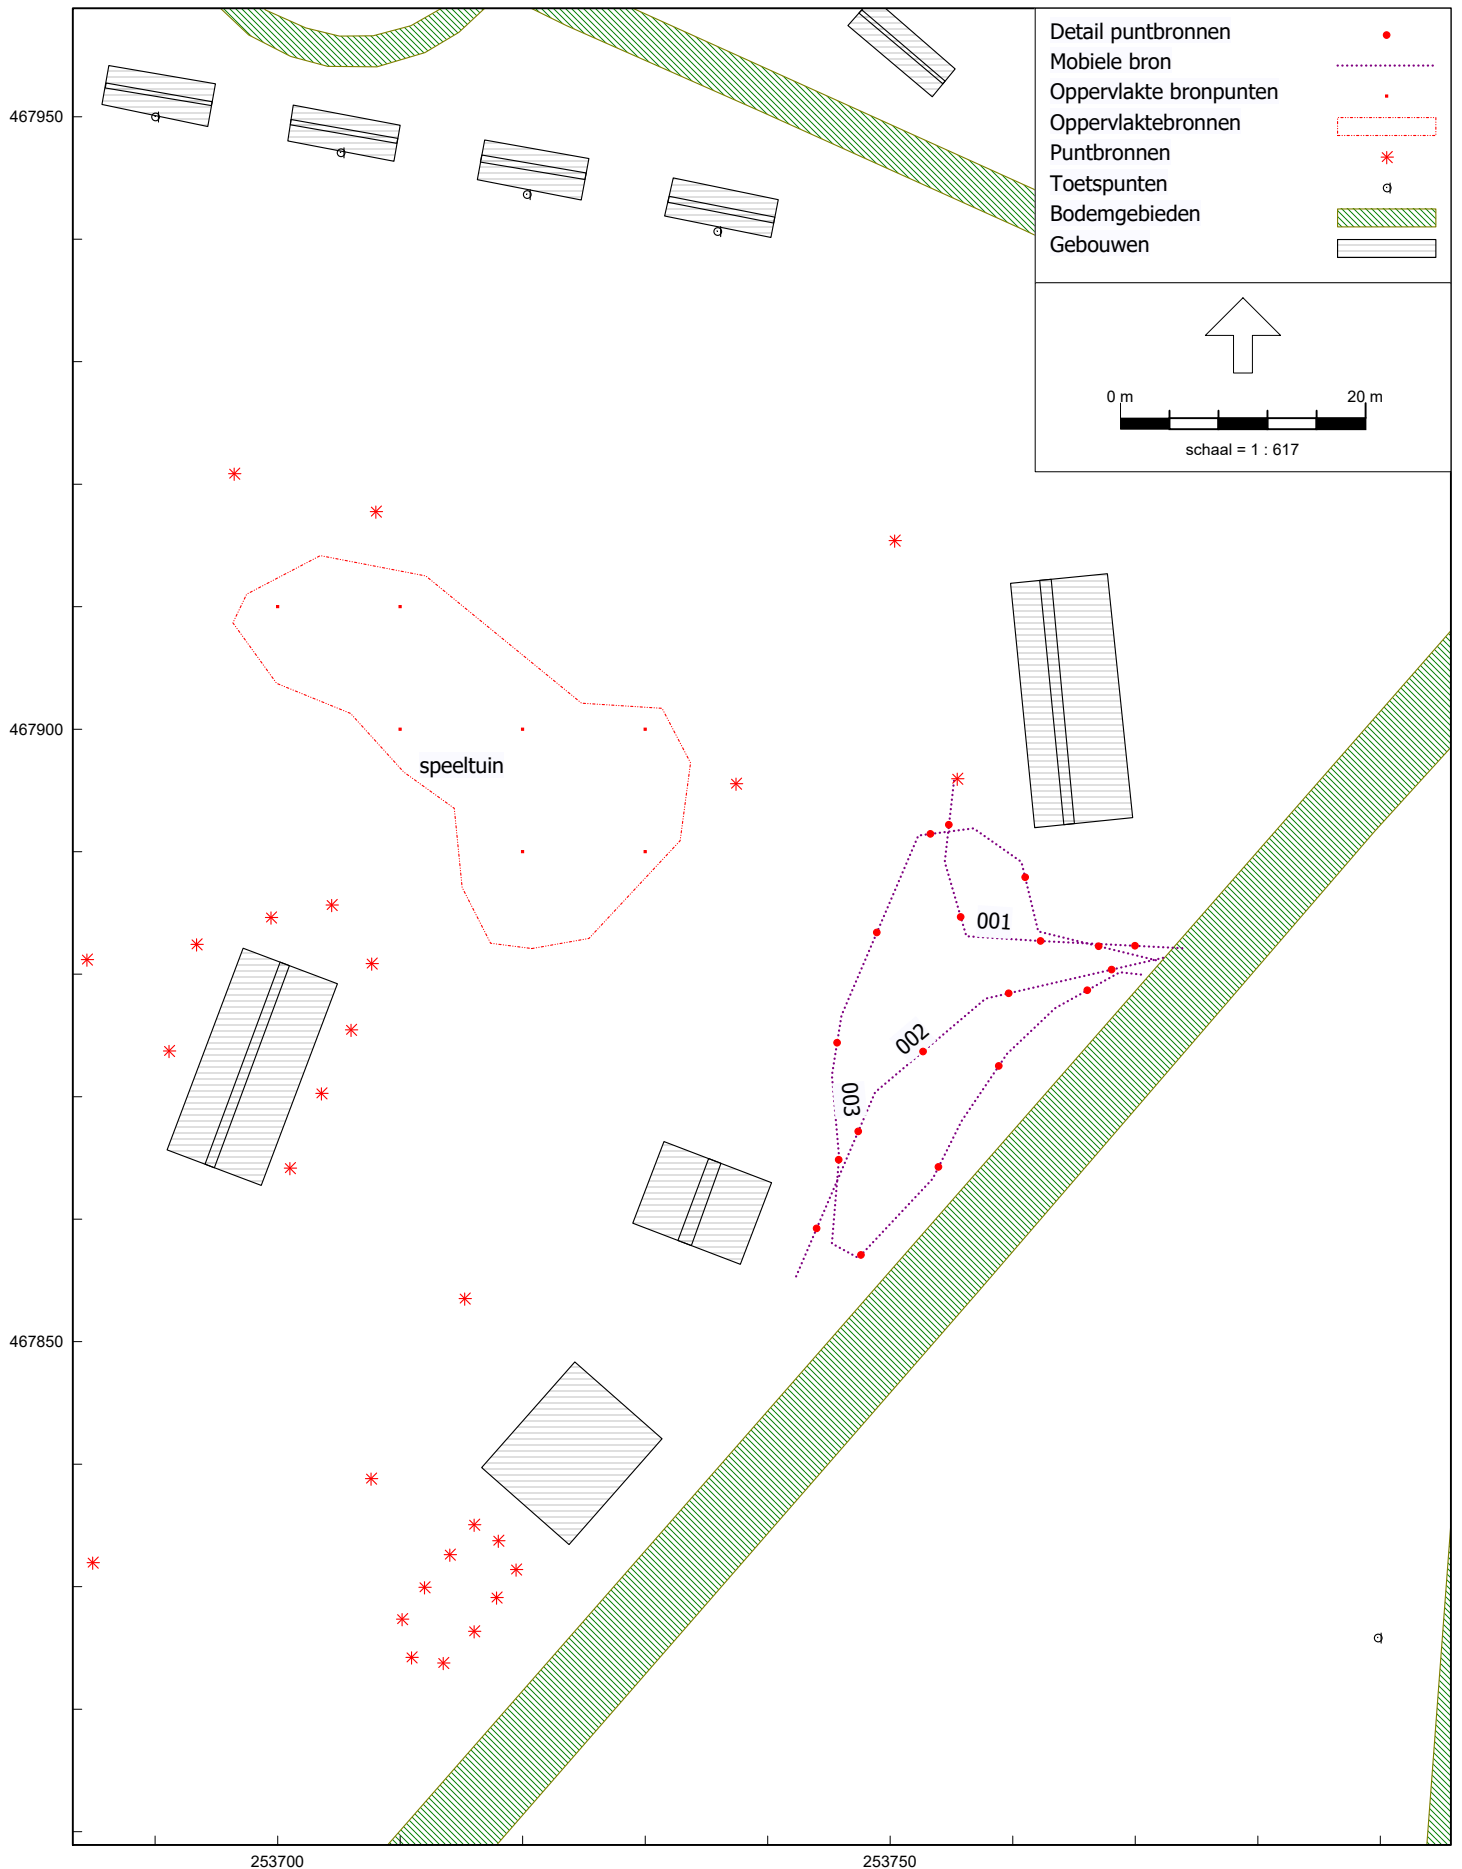 Detail puntbronnen
Mobiele bron
Oppervlakte bronpunten
Oppervlaktebronnen
Puntbronnen
Toetspunten
Bodemgebieden
Gebouwen
0 m 20 m
schaal = 1 : 617
467950
467900
speeltuin
001
002
003
467850
253700 253750